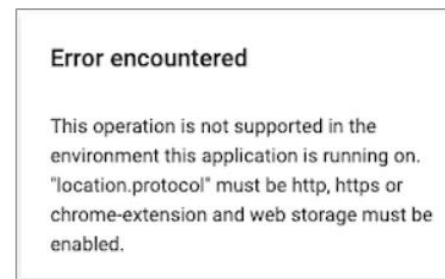 Error encountered
This operation is not supported in the
environment this application is running on.
"location.protocol" must be http, https or
chrome-extension and web storage must be
enabled.